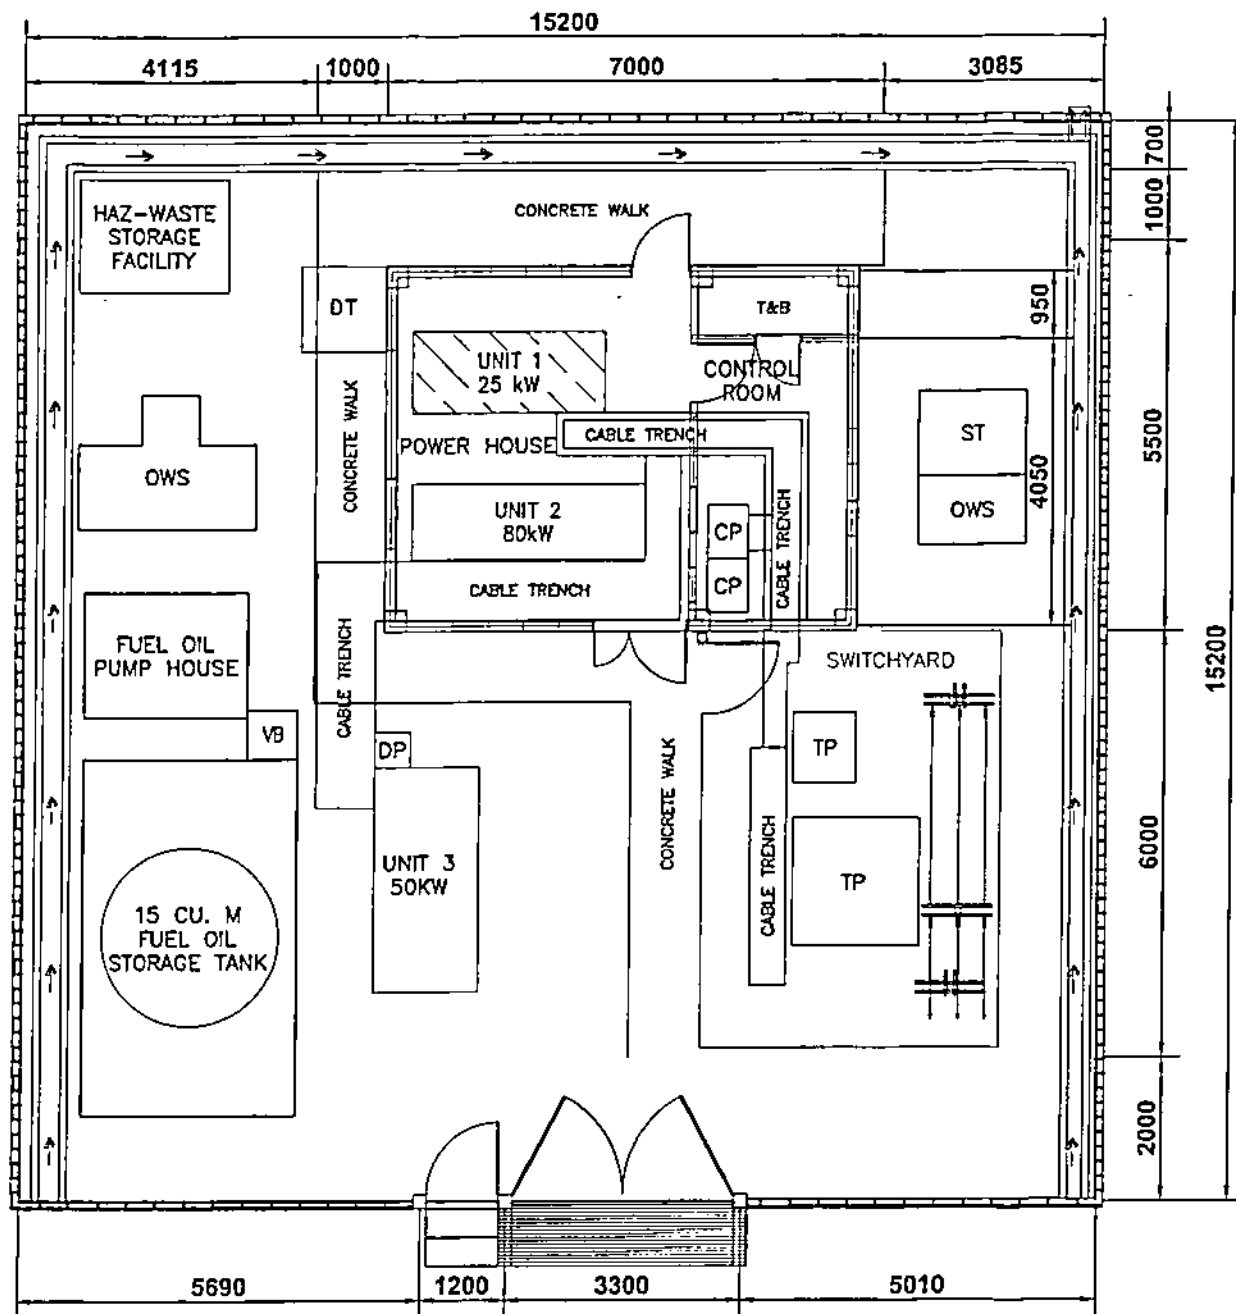 15200
4115
1000
7000
3085
700
1000
CONCRETE WALK
HAZ-WASTE
STORAGE
FACILITY
DT
T&B
950
UNIT 1
25 kW
CONTROL
ROOM
CONCRETE WALK
POWER HOUSE
CABLE TRENCH
ST
5500
OWS
4050
UNIT 2
80kW
CP
OWS
CABLE TRENCH
CP
CABLE TRENCH
FUEL OIL
PUMP HOUSE
CABLE TRENCH
SWITCHYARD
15200
VB
DP
TP
CONCRETE WALK
CABLE TRENCH
6000
UNIT 3
50KW
TP
15 CU. M
FUEL OIL
STORAGE TANK
2000
5690
1200
3300
5010